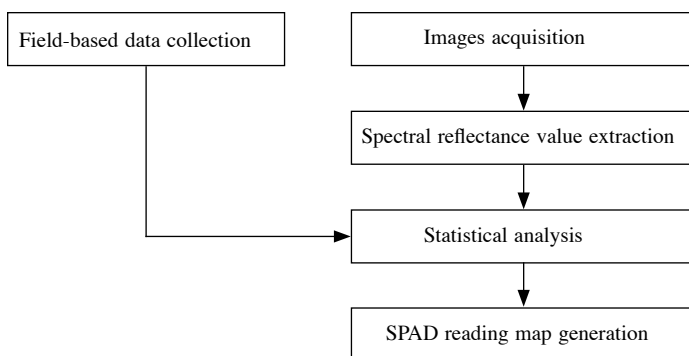 Field-based data collection
Images acquisition
Spectral reflectance value extraction
Statistical analysis
SPAD reading map generation